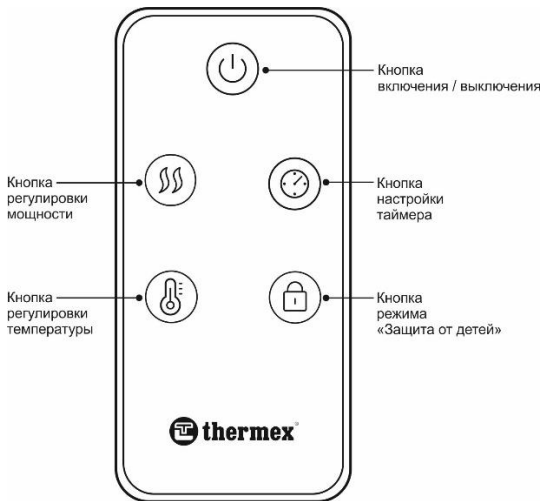 Кнопка
включения / выключения
Кнопка
регулировки
мощности
Кнопка
настройки
таймера
Кнопка
регулировки
температуры
Кнопка
режима
«Защита от детей»
thermex®